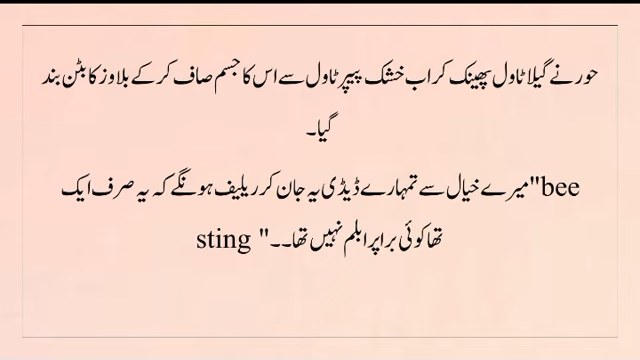 حور نے گیلا ٹاول پھینک کر اب خشک پیپر ٹاول سے اس کا جسم صاف کر کے بلاوز کا بٹن بند
گیا۔
bee "میرے خیال سے تمہارے ڈیڈی یہ جان کر ریلیف ہونگے کہ یہ صرف ایک
تھا کوئی برا پرابلم نہیں تھا۔۔" sting